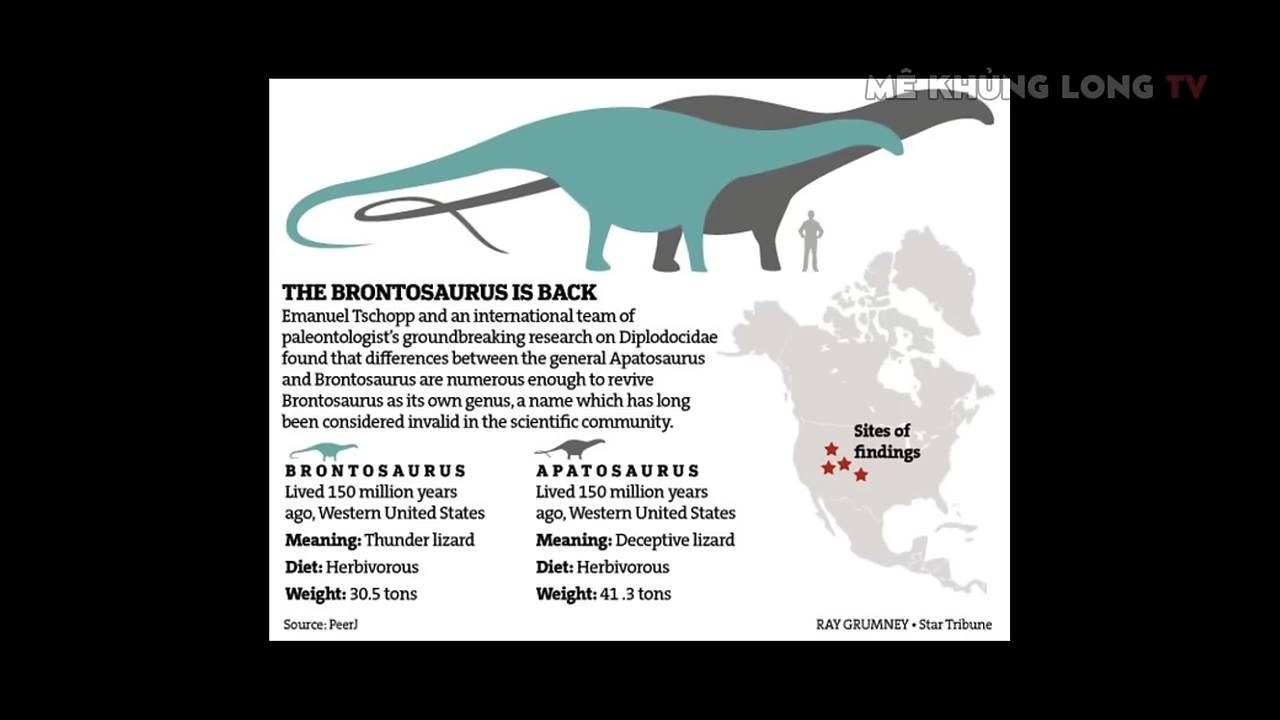 MÊ KHỦNG LONG TV
THE BRONTOSAURUS IS BACK
Emanuel Tschopp and an international team of
paleontologist's groundbreaking research on Diplodocidae
found that differences between the general Apatosaurus
and Brontosaurus are numerous enough to revive
Brontosaurus as its own genus, a name which has long
been considered invalid in the scientific community.
Sites of
findings
BRONTOSAURUS
Lived 150 million years
ago, Western United States
Meaning: Thunder lizard
Diet: Herbivorous
Weight: 30.5 tons
APATOSAURUS
Lived 150 million years
ago, Western United States
Meaning: Deceptive lizard
Diet: Herbivorous
Weight: 41 .3 tons
Source: PeerJ
RAY GRUMNEY • Star Tribune